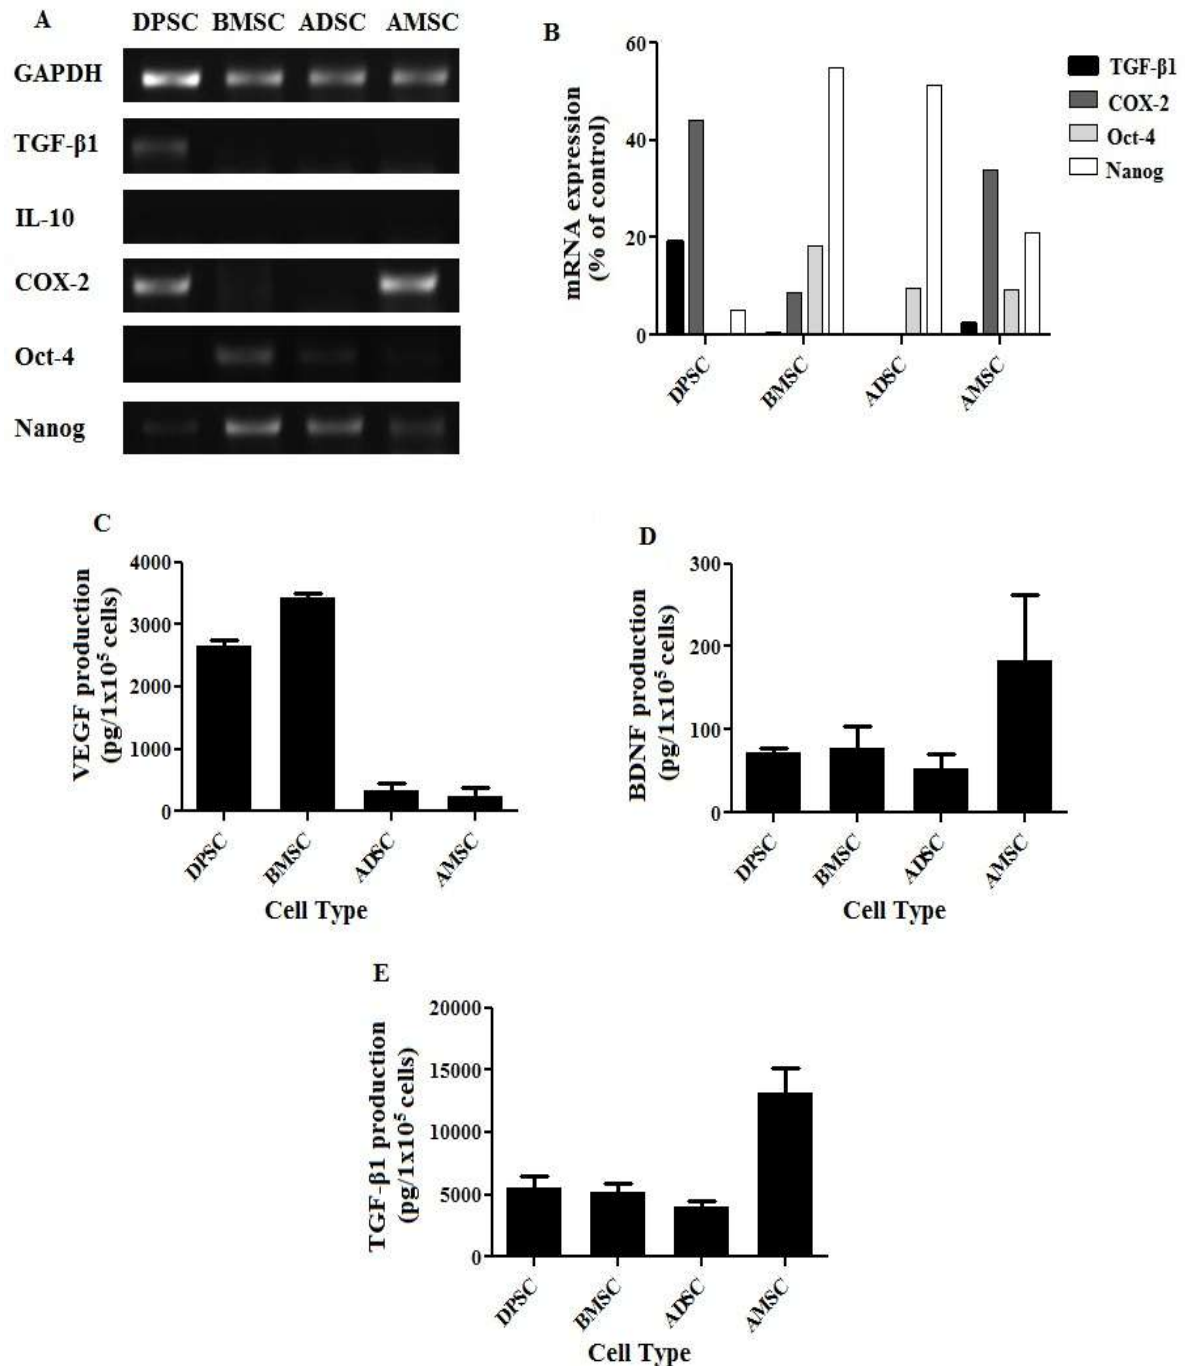 A
DPSC BMSC ADSC AMSC
GAPDH
TGF-β1
IL-10
COX-2
Oct-4
Nanog
B
mRNA expression
(% of control)
60
40
20
0
DPSC
BMSC
ADSC
AMSC
TGF-β1
COX-2
Oct-4
Nanog
C
VEGF production
(pg/1x10⁵ cells)
4000
3000
2000
1000
0
DPSC
BMSC
ADSC
AMSC
Cell Type
D
BDNF production
(pg/1x10⁵ cells)
300
200
100
0
DPSC
BMSC
ADSC
AMSC
Cell Type
E
TGF-β1 production
(pg/1x10⁵ cells)
20000
15000
10000
5000
0
DPSC
BMSC
ADSC
AMSC
Cell Type